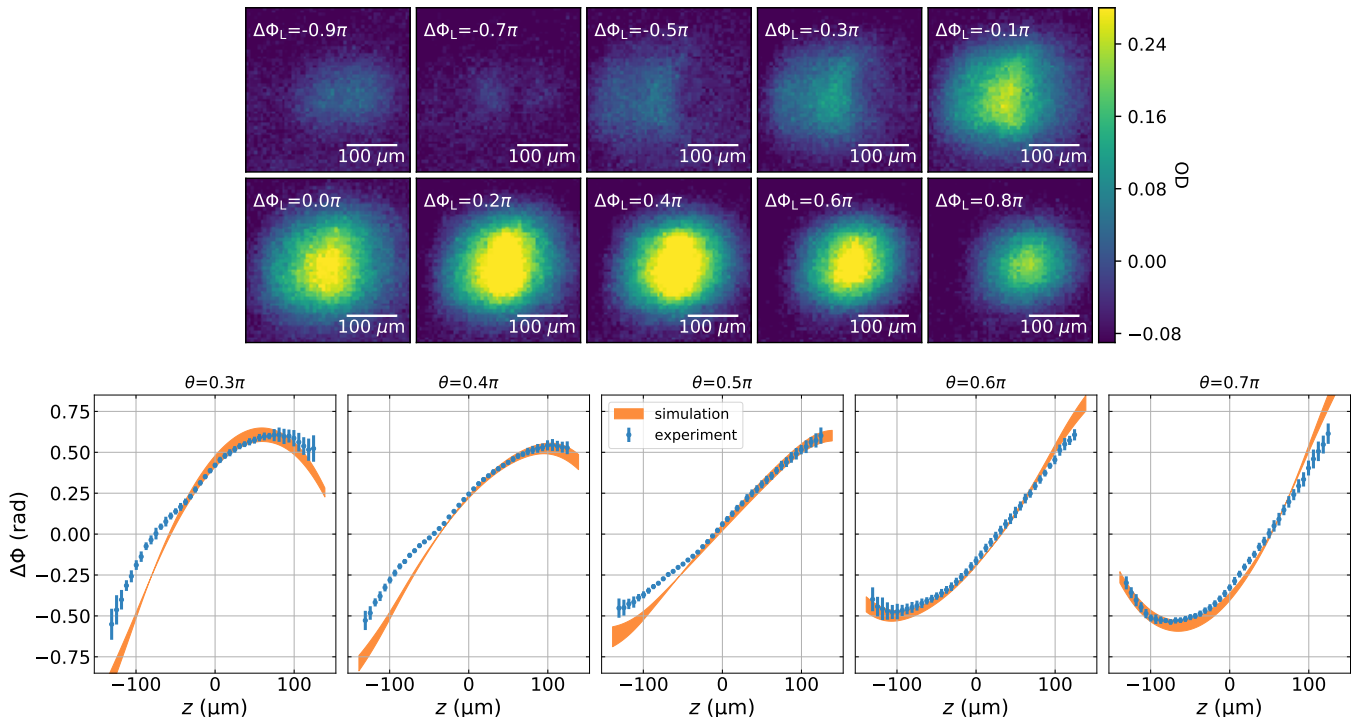 ΔΦL=-0.9π
ΔΦL=-0.7π
ΔΦL=-0.5π
ΔΦL=-0.3π
ΔΦL=-0.1π
100 μm
100 μm
100 μm
100 μm
100 μm
ΔΦL=0.0π
ΔΦL=0.2π
ΔΦL=0.4π
ΔΦL=0.6π
ΔΦL=0.8π
100 μm
100 μm
100 μm
100 μm
100 μm
0.24
0.16
0.08
0.00
−0.08
OD
θ=0.3π
θ=0.4π
θ=0.5π
θ=0.6π
θ=0.7π
simulation
experiment
0.75
0.50
0.25
0.00
−0.25
−0.50
−0.75
ΔΦ (rad)
−100 0 100
−100 0 100
−100 0 100
−100 0 100
−100 0 100
z (μm)
z (μm)
z (μm)
z (μm)
z (μm)